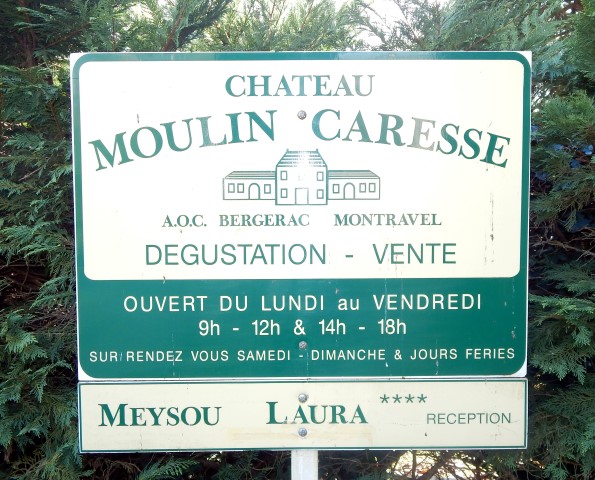 CHATEAU
MOULIN CARESSE
A.O.C. BERGERAC MONTRAVEL
DEGUSTATION - VENTE
OUVERT DU LUNDI au VENDREDI
9h - 12h & 14h - 18h
SUR RENDEZ VOUS SAMEDI - DIMANCHE & JOURS FERIES
MEYSOU LAURA **** RECEPTION